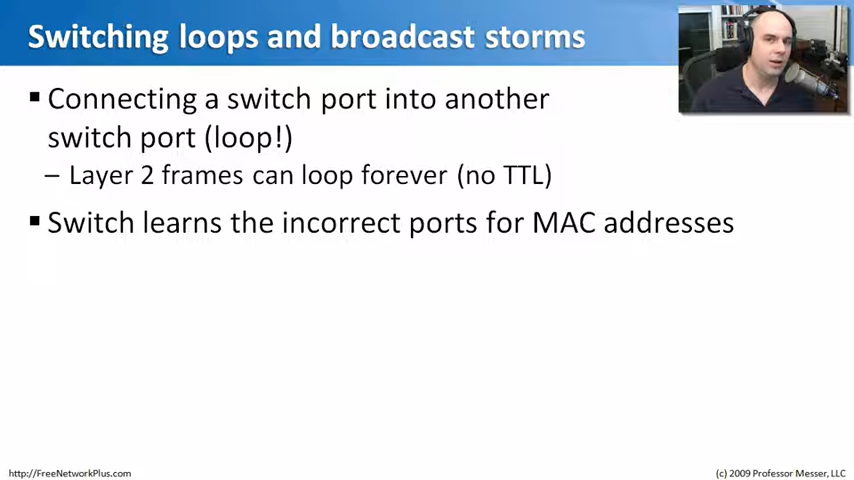 Switching loops and broadcast storms
▪ Connecting a switch port into another
switch port (loop!)
– Layer 2 frames can loop forever (no TTL)
▪ Switch learns the incorrect ports for MAC addresses
http://FreeNetworkPlus.com
(c) 2009 Professor Messer, LLC